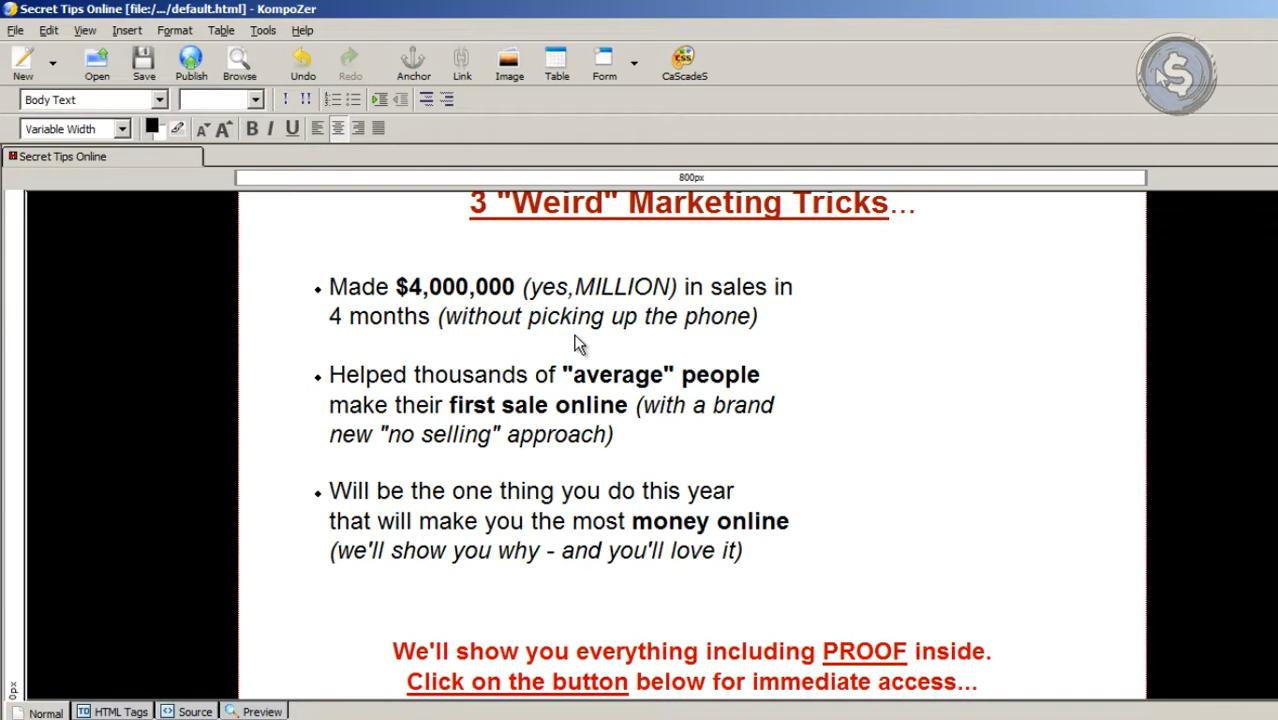 Secret Tips Online [file:/.../default.html] - KompoZer
File Edit View Insert Format Table Tools Help
New Open Save Publish Browse Undo Redo Anchor Link Image Table Form CaScadeS
Body Text
Variable Width B I U
Secret Tips Online
800px
3 "Weird" Marketing Tricks...
Made $4,000,000 (yes,MILLION) in sales in
4 months (without picking up the phone)
Helped thousands of "average" people
make their first sale online (with a brand
new "no selling" approach)
Will be the one thing you do this year
that will make you the most money online
(we'll show you why - and you'll love it)
We'll show you everything including PROOF inside.
Click on the button below for immediate access...
Normal HTML Tags Source Preview